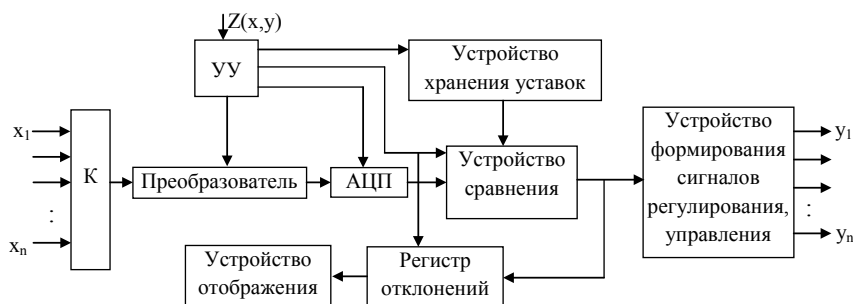 Z(x,y)
УУ
Устройство
хранения уставок
x1
xn
К
Преобразователь
АЦП
Устройство
сравнения
Устройство
формирования
сигналов
регулирования,
управления
y1
yn
Устройство
отображения
Регистр
отклонений